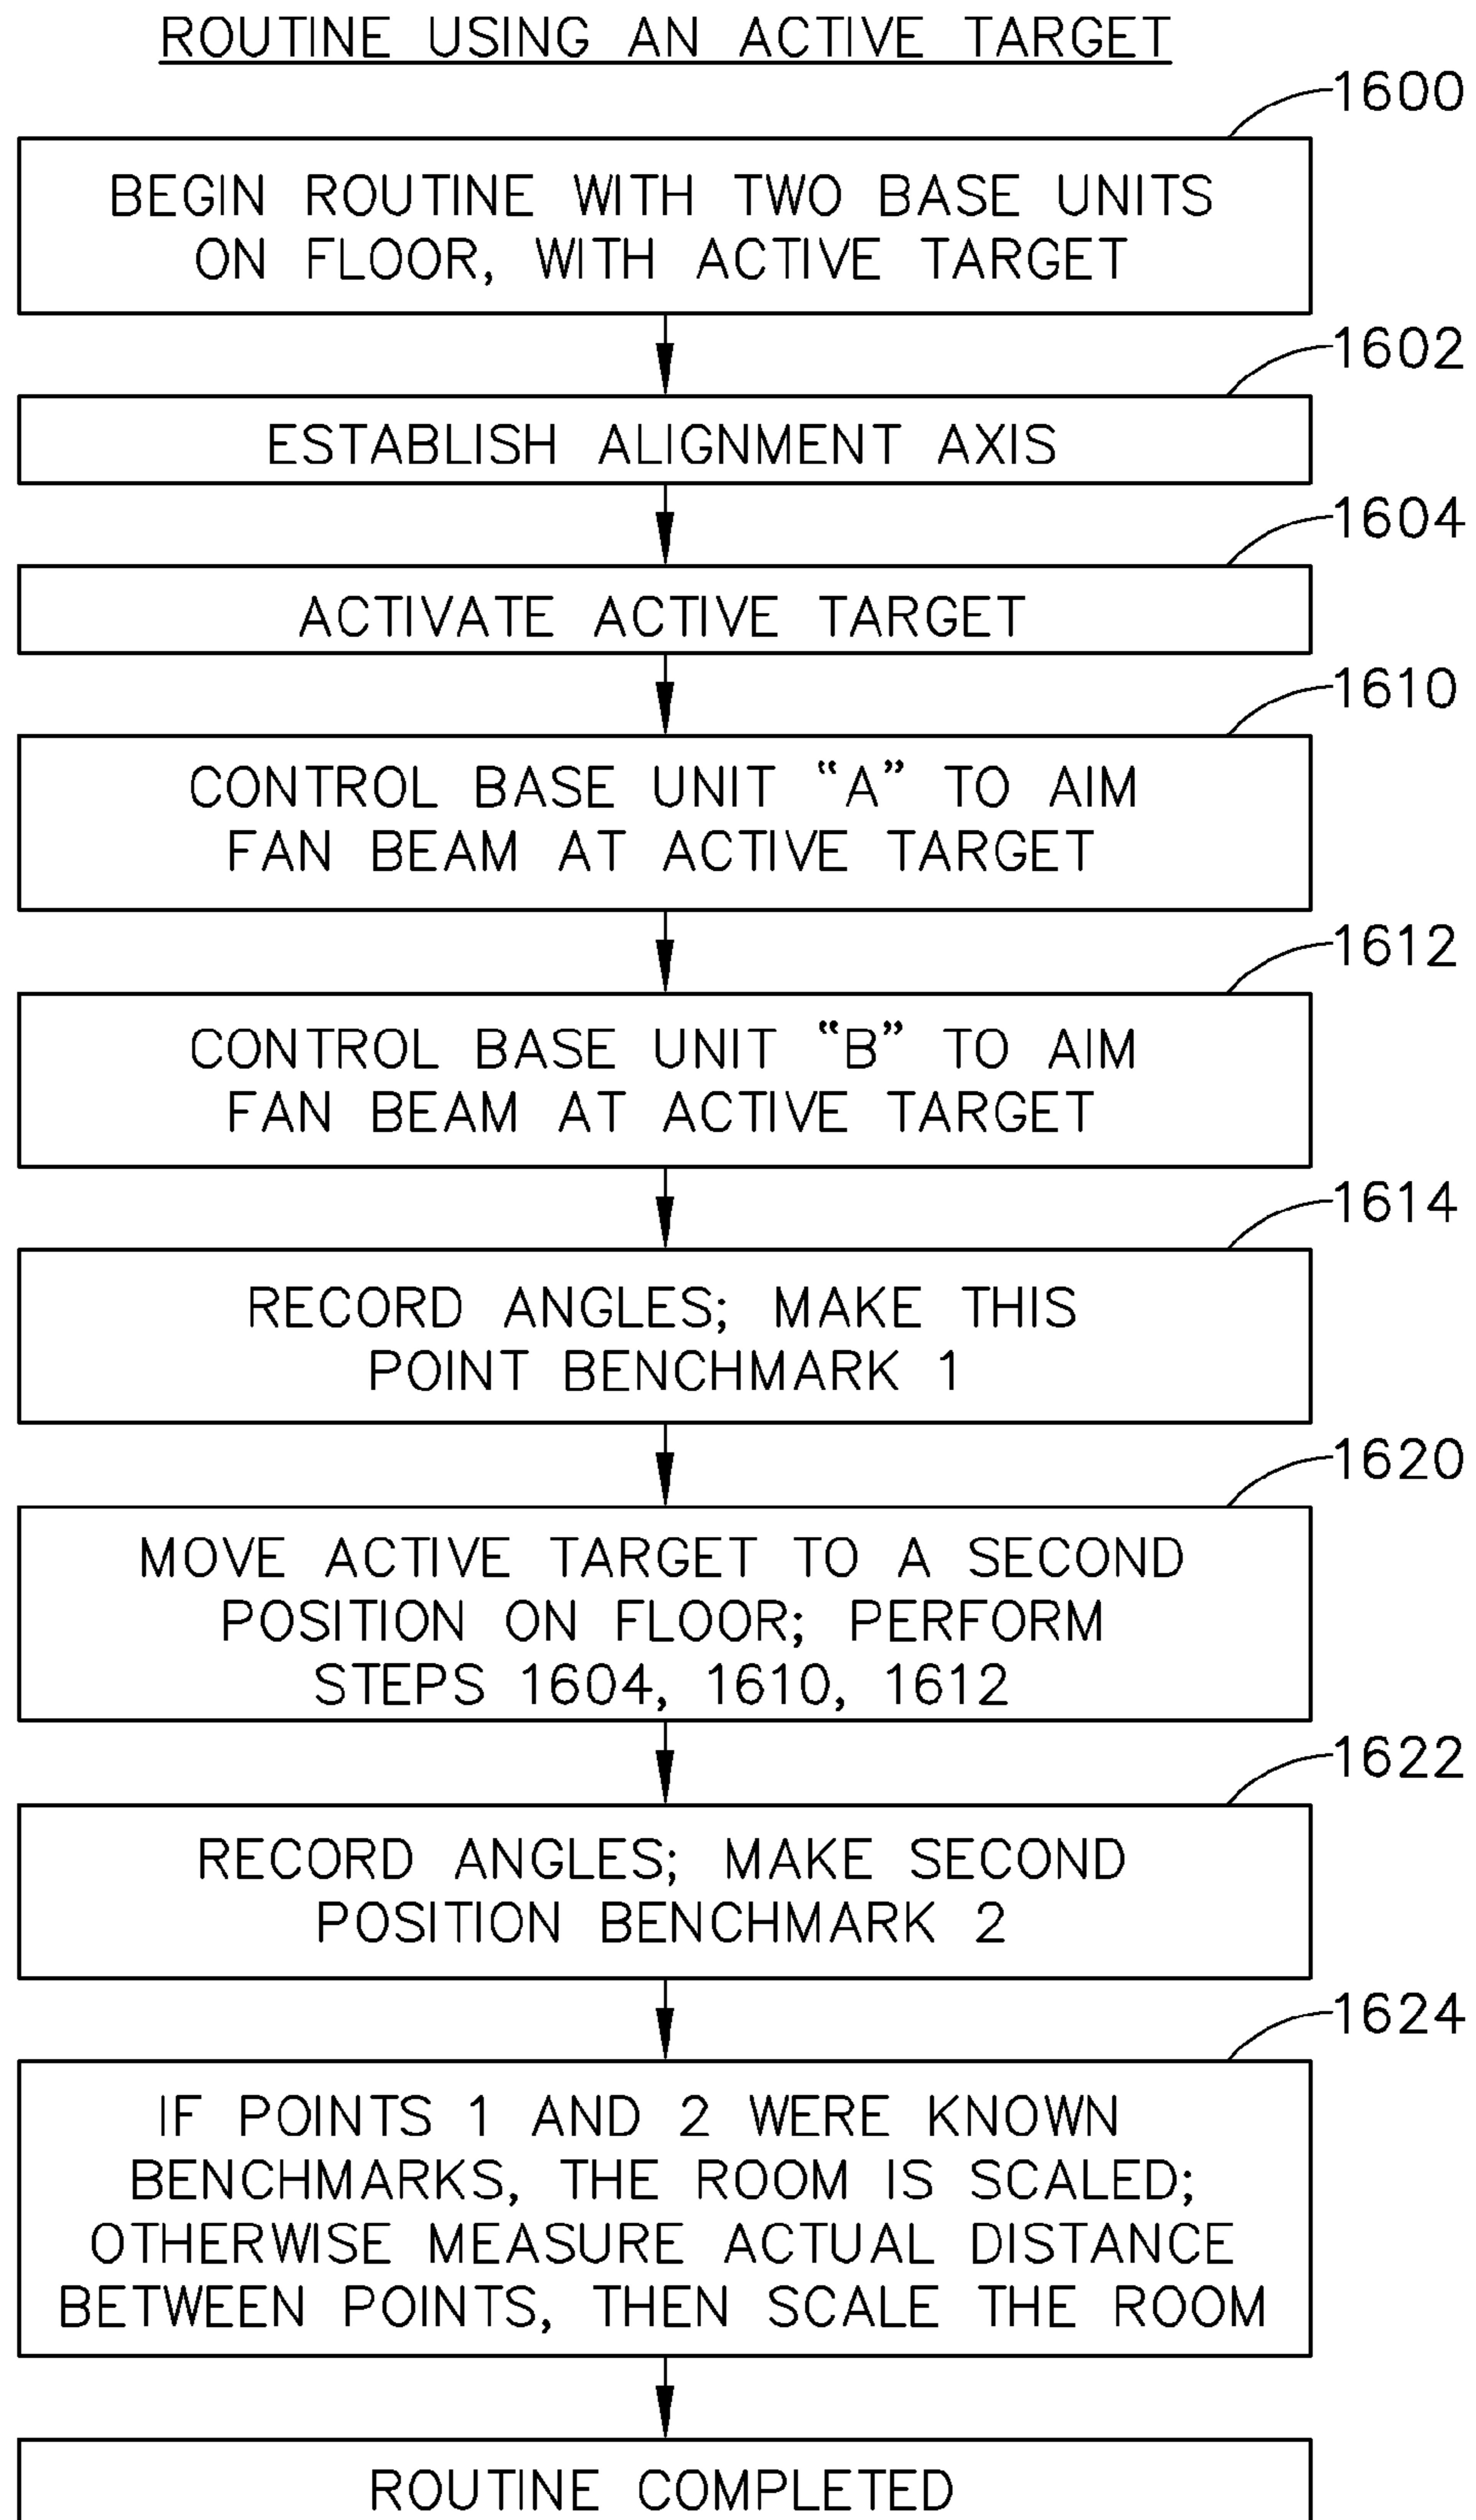 ROUTINE USING AN ACTIVE TARGET
1600
BEGIN ROUTINE WITH TWO BASE UNITS
ON FLOOR, WITH ACTIVE TARGET
1602
ESTABLISH ALIGNMENT AXIS
1604
ACTIVATE ACTIVE TARGET
1610
CONTROL BASE UNIT “A” TO AIM
FAN BEAM AT ACTIVE TARGET
1612
CONTROL BASE UNIT “B” TO AIM
FAN BEAM AT ACTIVE TARGET
1614
RECORD ANGLES; MAKE THIS
POINT BENCHMARK 1
1620
MOVE ACTIVE TARGET TO A SECOND
POSITION ON FLOOR; PERFORM
STEPS 1604, 1610, 1612
1622
RECORD ANGLES; MAKE SECOND
POSITION BENCHMARK 2
1624
IF POINTS 1 AND 2 WERE KNOWN
BENCHMARKS, THE ROOM IS SCALED;
OTHERWISE MEASURE ACTUAL DISTANCE
BETWEEN POINTS, THEN SCALE THE ROOM
ROUTINE COMPLETED